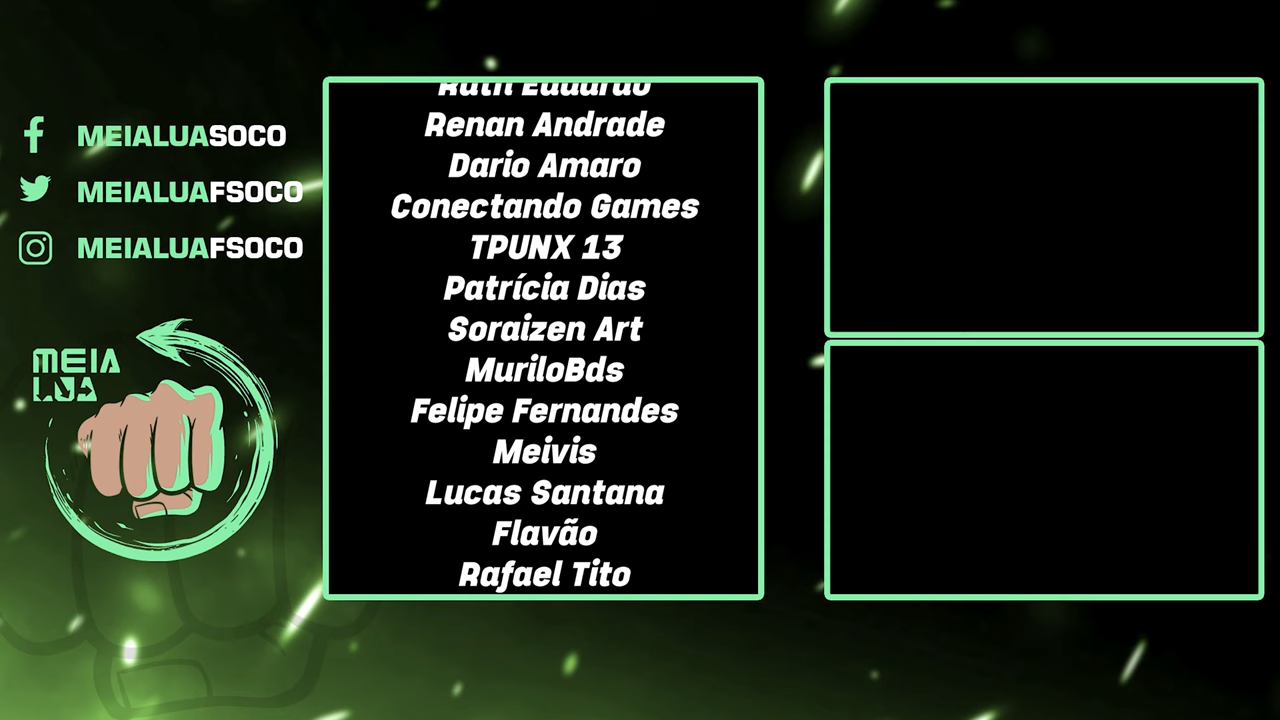 MEIALUASOCO
MEIALUAFSOCO
MEIALUAFSOCO
MEIA
LUA
Renan Andrade
Dario Amaro
Conectando Games
TPUNX 13
Patrícia Dias
Soraizen Art
MuriloBds
Felipe Fernandes
Meivis
Lucas Santana
Flavão
Rafael Tito